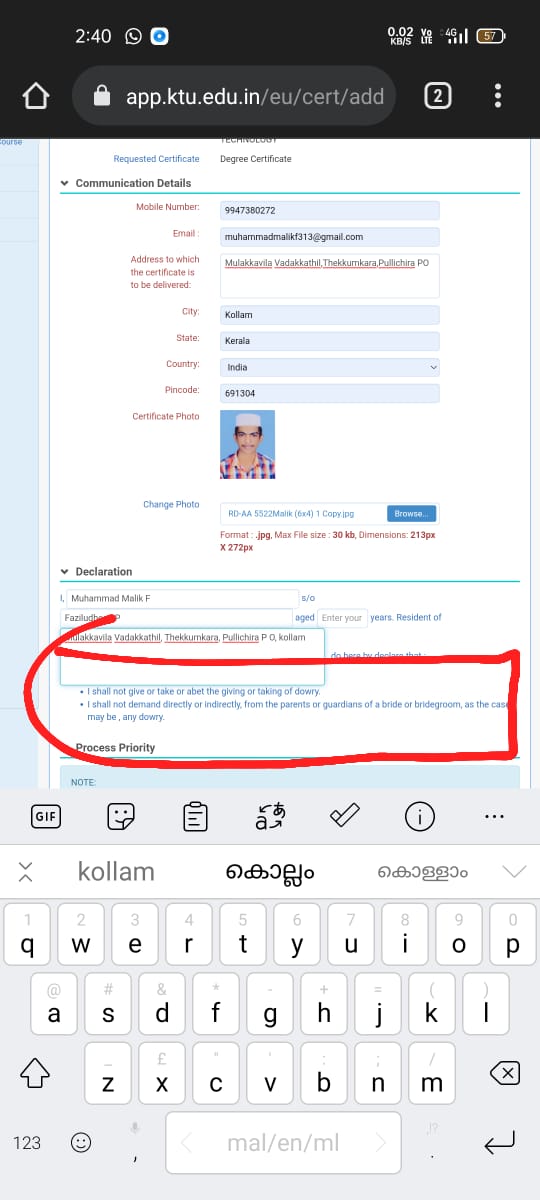 2:40
0.02 KB/S
Vo LTE
4G
57
app.ktu.edu.in/eu/cert/add
2
Course
TECHNOLOGY
Requested Certificate Degree Certificate
Communication Details
Mobile Number: 9947380272
Email : muhammadmalikf313@gmail.com
Address to which the certificate is to be delivered: Mulakkavila Vadakkathil,Thekkumkara,Pullichira PO
City: Kollam
State: Kerala
Country: India
Pincode: 691304
Certificate Photo
Change Photo RD-AA 5522Malik (6x4) 1 Copy.jpg Browse...
Format : .jpg, Max File size : 30 kb, Dimensions: 213px
X 272px
Declaration
I, Muhammad Malik F s/o
aged Enter your years. Resident of
Mulakkavila Vadakkathil, Thekkumkara, Pullichira P O, kollam
do here by declare that :
• I shall not give or take or abet the giving or taking of dowry.
• I shall not demand directly or indirectly, from the parents or guardians of a bride or bridegroom, as the case
may be , any dowry.
Process Priority
NOTE:
GIF
kollam കൊല്ലം കൊള്ളാം
1 2 3 4 5 6 7 8 9 0
q w e r t y u i o p
@ # & * - + = ( )
a s d f g h j k l
_ £ " ' : ; /
z x c v b n m
123 , mal/en/ml .